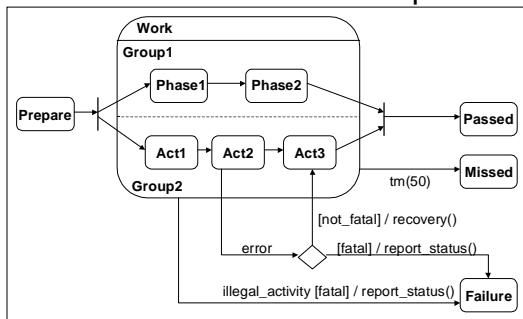 Work
Group1
Phase1
Phase2
Prepare
Passed
Act1
Act2
Act3
Missed
Group2
tm(50)
[not_fatal] / recovery()
error
[fatal] / report_status()
illegal_activity [fatal] / report_status()
Failure